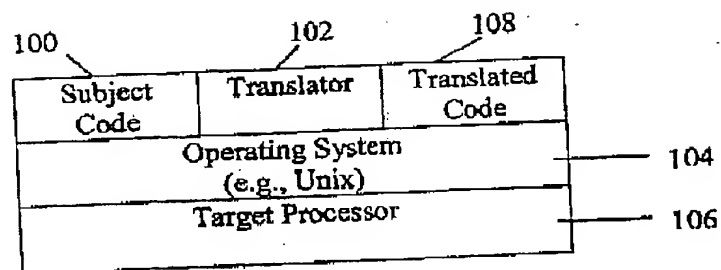 100
102
108
Subject Code
Translator
Translated Code
Operating System
(e.g., Unix)
104
Target Processor
106